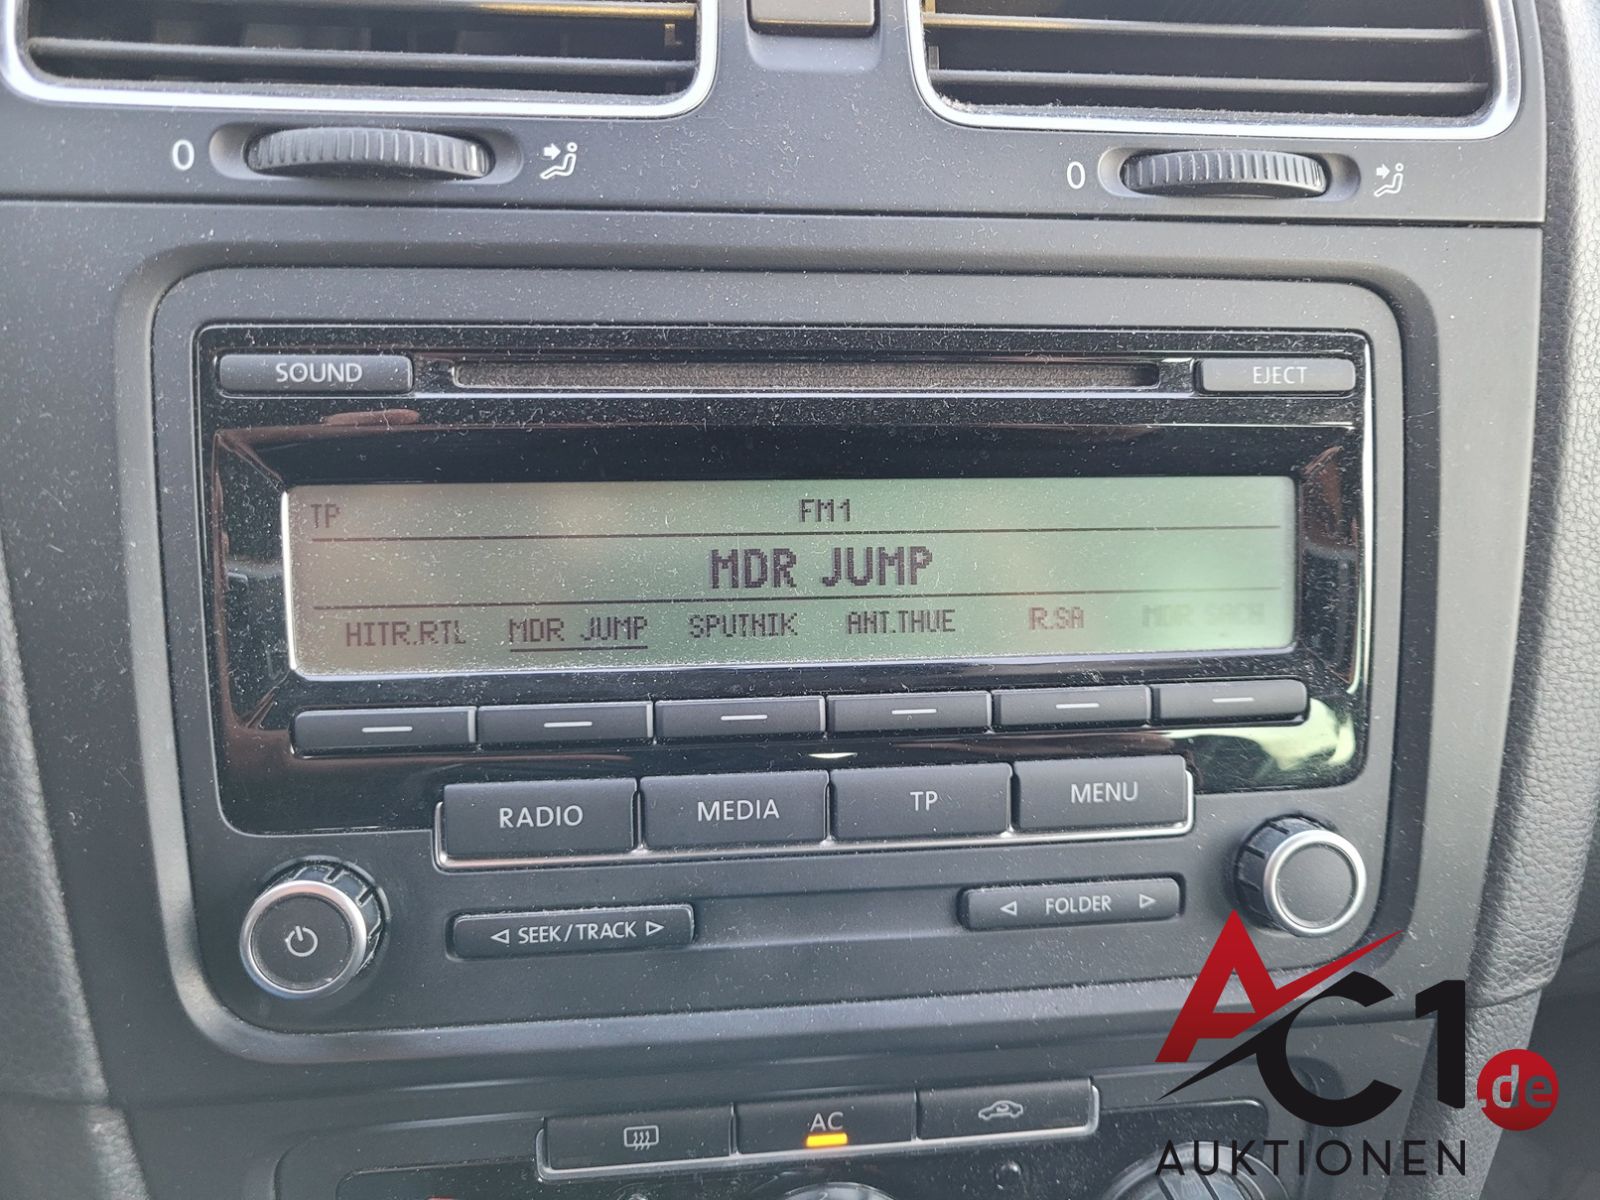 0 0
SOUND EJECT
TP FM1
MDR JUMP
HITR.RTL MDR JUMP SPUTNIK ANT.THUE R.SA
RADIO MEDIA TP MENU
SEEK/TRACK FOLDER
AC
AC1.de
AUKTIONEN